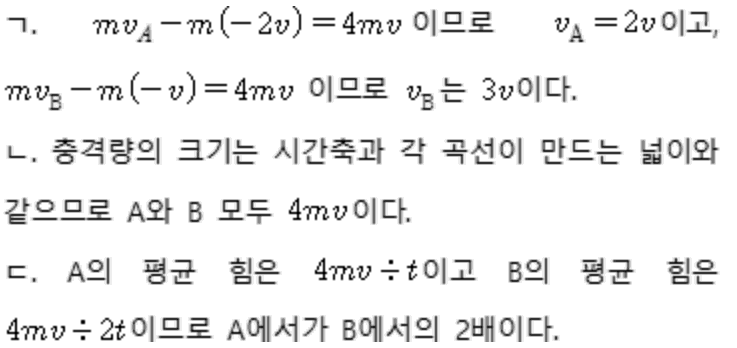 ㄱ. mv_A − m(−2v) = 4mv 이므로 v_A = 2v이고,
mv_B − m(−v) = 4mv 이므로 v_B는 3v이다.
ㄴ. 충격량의 크기는 시간축과 각 곡선이 만드는 넓이와
같으므로 A와 B 모두 4mv이다.
ㄷ. A의 평균 힘은 4mv ÷ t이고 B의 평균 힘은
4mv ÷ 2t이므로 A에서가 B에서의 2배이다.